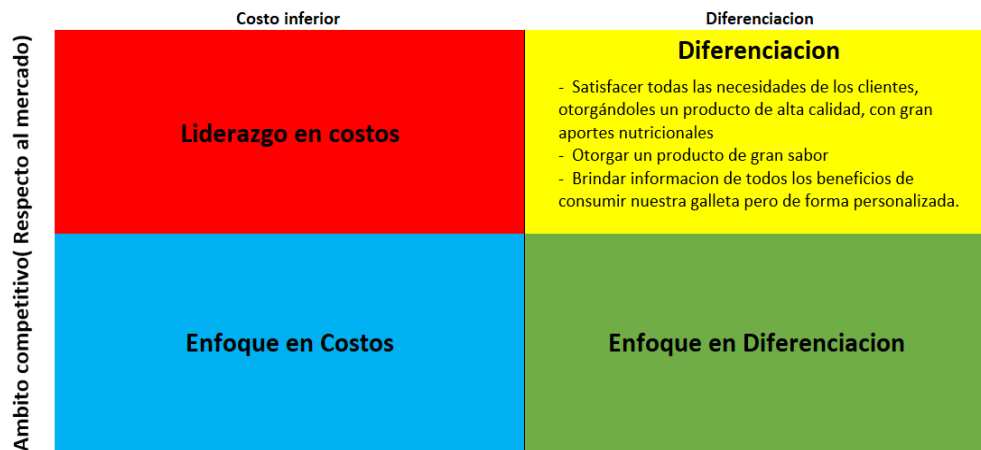 Costo inferior
Diferenciacion
Ambito competitivo( Respecto al mercado)
Liderazgo en costos
Diferenciacion
- Satisfacer todas las necesidades de los clientes,
otorgándoles un producto de alta calidad, con gran
aportes nutricionales
- Otorgar un producto de gran sabor
- Brindar informacion de todos los beneficios de
consumir nuestra galleta pero de forma personalizada.
Enfoque en Costos
Enfoque en Diferenciacion